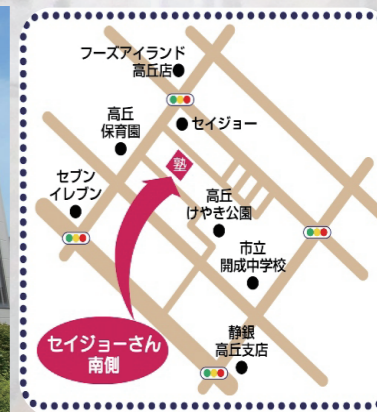 フーズアイランド
高丘店
高丘
保育園
セイジョー
塾
セブン
イレブン
高丘
けやき公園
市立
開成中学校
セイジョーさん
南側
静銀
高丘支店